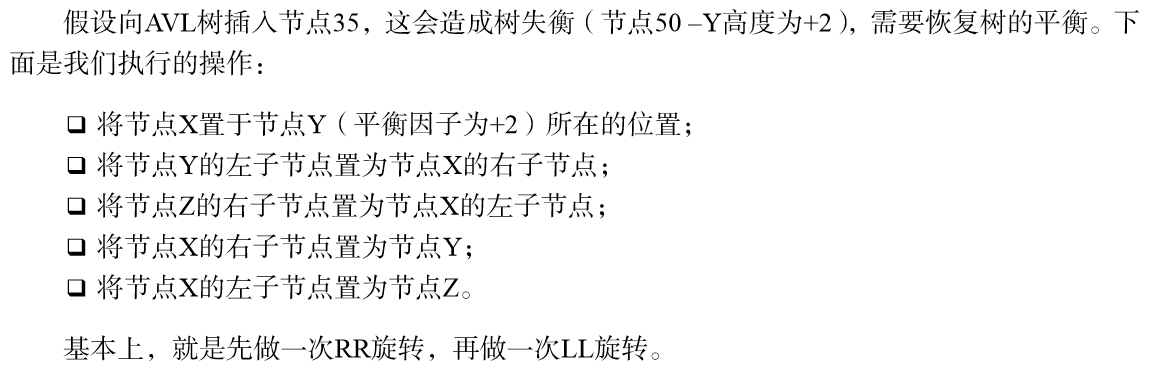 假设向AVL树插入节点35，这会造成树失衡（节点50 –Y高度为+2），需要恢复树的平衡。下
面是我们执行的操作：
❑ 将节点X置于节点Y（平衡因子为+2）所在的位置；
❑ 将节点Y的左子节点置为节点X的右子节点；
❑ 将节点Z的右子节点置为节点X的左子节点；
❑ 将节点X的右子节点置为节点Y；
❑ 将节点X的左子节点置为节点Z。
基本上，就是先做一次RR旋转，再做一次LL旋转。